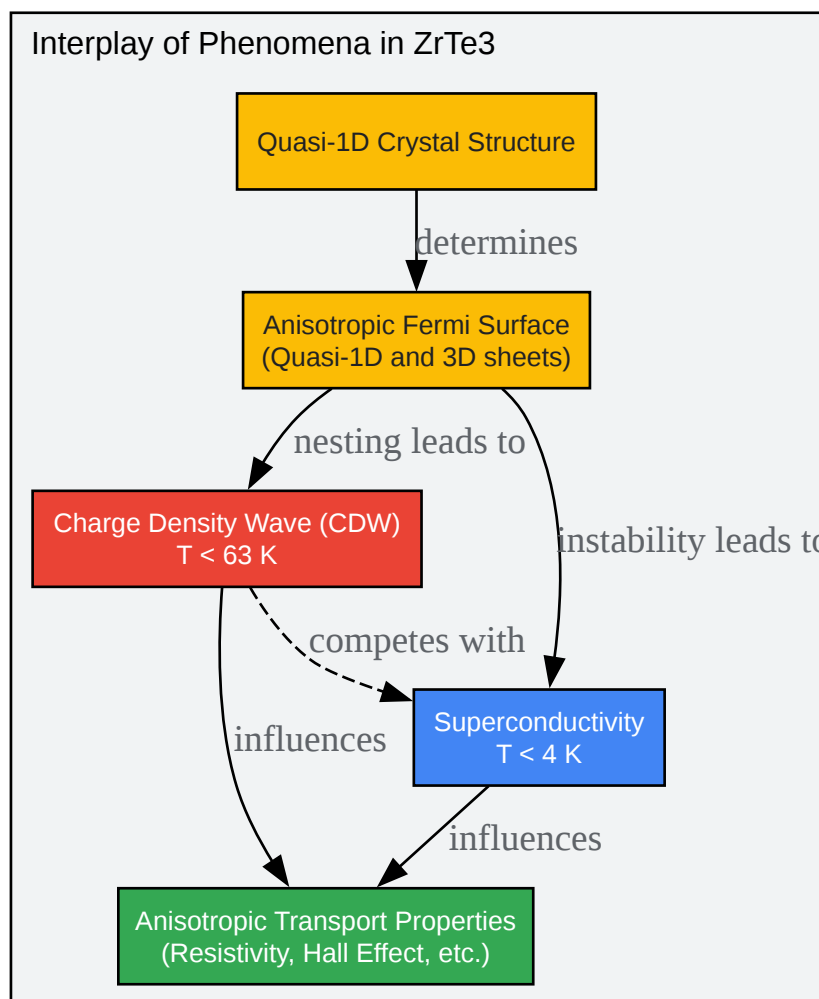 Interplay of Phenomena in ZrTe3
Quasi-1D Crystal Structure
determines
Anisotropic Fermi Surface
(Quasi-1D and 3D sheets)
nesting leads to
Charge Density Wave (CDW)
T < 63 K
instability leads to
competes with
Superconductivity
T < 4 K
influences
influences
Anisotropic Transport Properties
(Resistivity, Hall Effect, etc.)